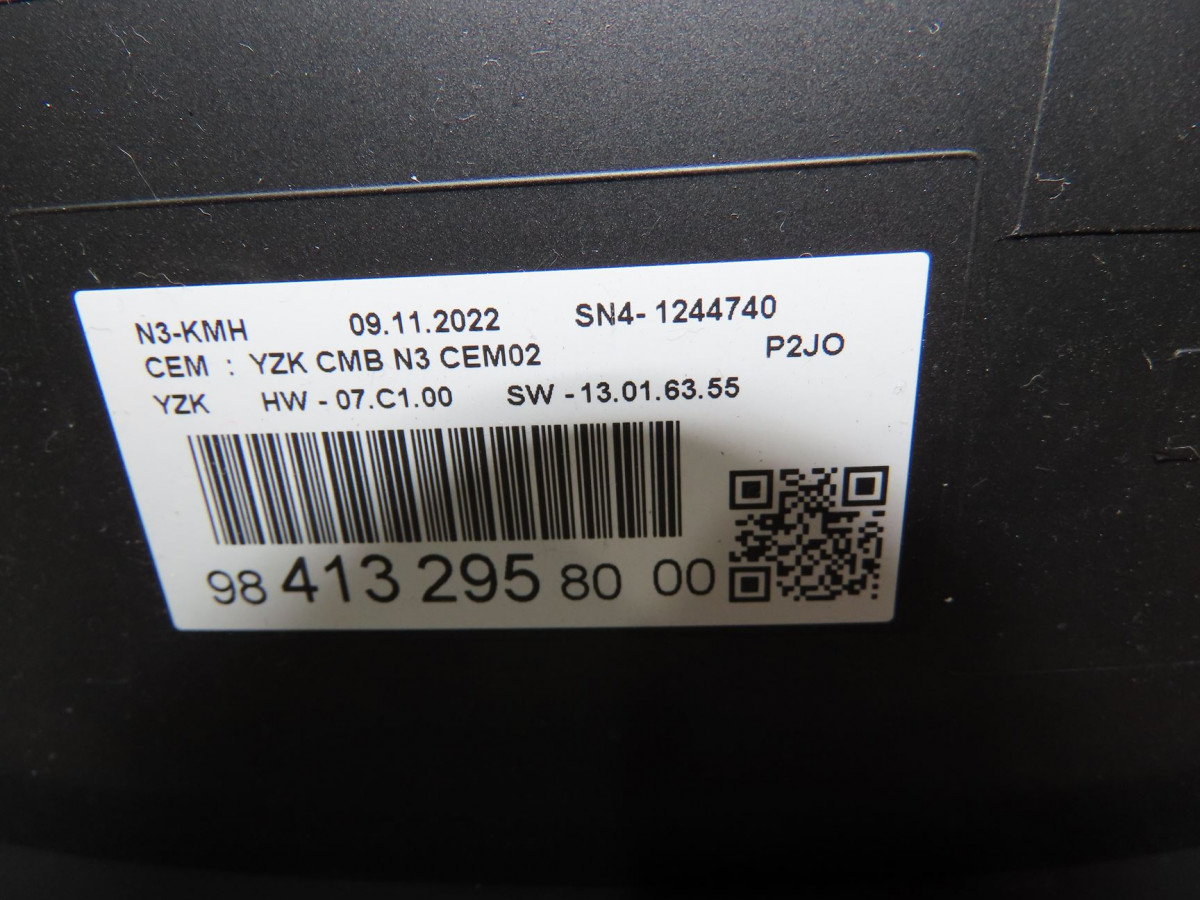 N3-KMH 09.11.2022 SN4- 1244740
CEM : YZK CMB N3 CEM02 P2JO
YZK HW - 07.C1.00 SW - 13.01.63.55
98 413 295 80 00